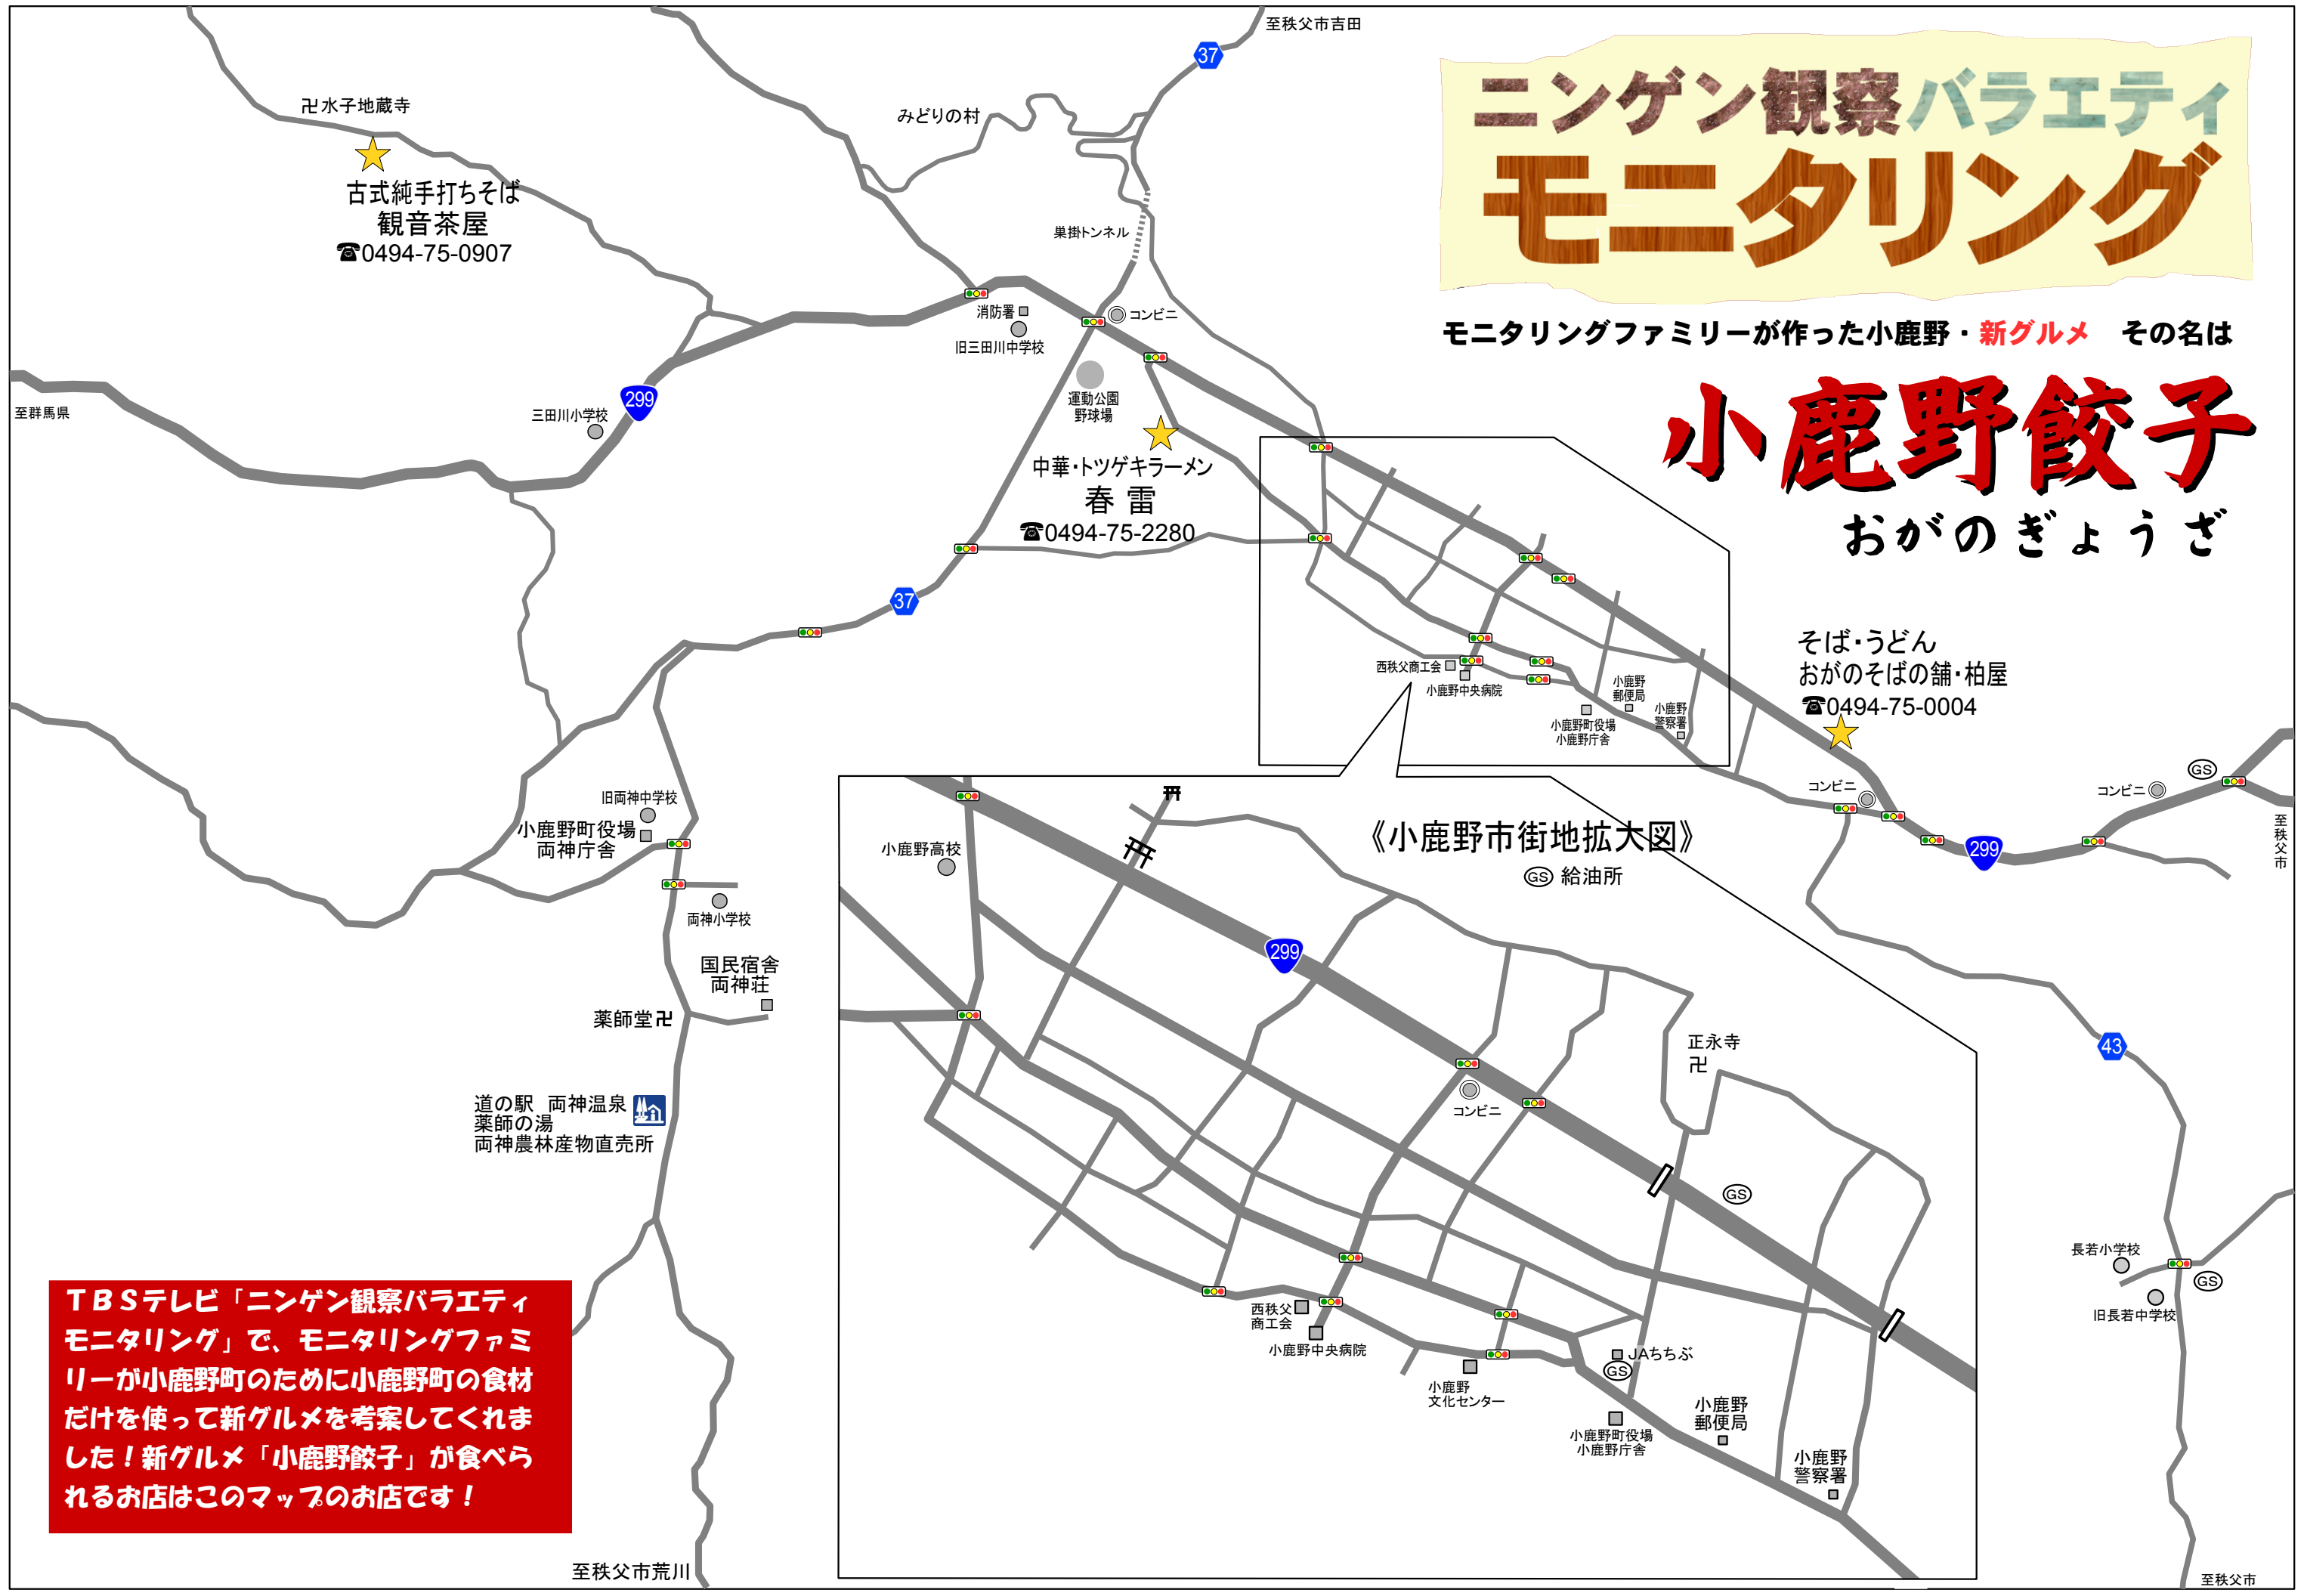 至秩父市吉田
37
卍水子地蔵寺
みどりの村
古式純手打ちそば
観音茶屋
☎0494-75-0907
巣掛トンネル
ニンゲン観察バラエティ
モニタリング
モニタリングファミリーが作った小鹿野・新グルメ　その名は
小鹿野餃子
おがのぎょうざ
消防署
旧三田川中学校
コンビニ
至群馬県
三田川小学校
299
運動公園
野球場
中華・トツゲキラーメン
春雷
☎0494-75-2280
37
西秩父商工会
小鹿野中央病院
小鹿野
郵便局
小鹿野町役場
小鹿野庁舎
小鹿野
警察署
そば・うどん
おがのそばの舗・柏屋
☎0494-75-0004
コンビニ
コンビニ
GS
299
至秩父市
旧両神中学校
小鹿野町役場
両神庁舎
両神小学校
国民宿舎
両神荘
薬師堂卍
道の駅　両神温泉
薬師の湯
両神農林産物直売所
《小鹿野市街地拡大図》
GS 給油所
小鹿野高校
299
正永寺
卍
コンビニ
GS
西秩父
商工会
小鹿野中央病院
小鹿野
文化センター
JAちちぶ
GS
小鹿野町役場
小鹿野庁舎
小鹿野
郵便局
小鹿野
警察署
43
長若小学校
GS
旧長若中学校
至秩父市
ＴＢＳテレビ「ニンゲン観察バラエティ
モニタリング」で、モニタリングファミ
リーが小鹿野町のために小鹿野町の食材
だけを使って新グルメを考案してくれま
した！新グルメ「小鹿野餃子」が食べら
れるお店はこのマップのお店です！
至秩父市荒川